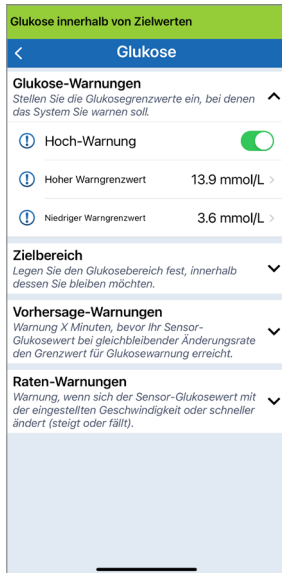 Glukose innerhalb von Zielwerten
Glukose
Glukose-Warnungen
Stellen Sie die Glukosegrenzwerte ein, bei denen
das System Sie warnen soll.
Hoch-Warnung
Hoher Warngrenzwert 13.9 mmol/L
Niedriger Warngrenzwert 3.6 mmol/L
Zielbereich
Legen Sie den Glukosebereich fest, innerhalb
dessen Sie bleiben möchten.
Vorhersage-Warnungen
Warnung X Minuten, bevor Ihr Sensor-
Glukosewert bei gleichbleibender Änderungsrate
den Grenzwert für Glukosewarnung erreicht.
Raten-Warnungen
Warnung, wenn sich der Sensor-Glukosewert mit
der eingestellten Geschwindigkeit oder schneller
ändert (steigt oder fällt).